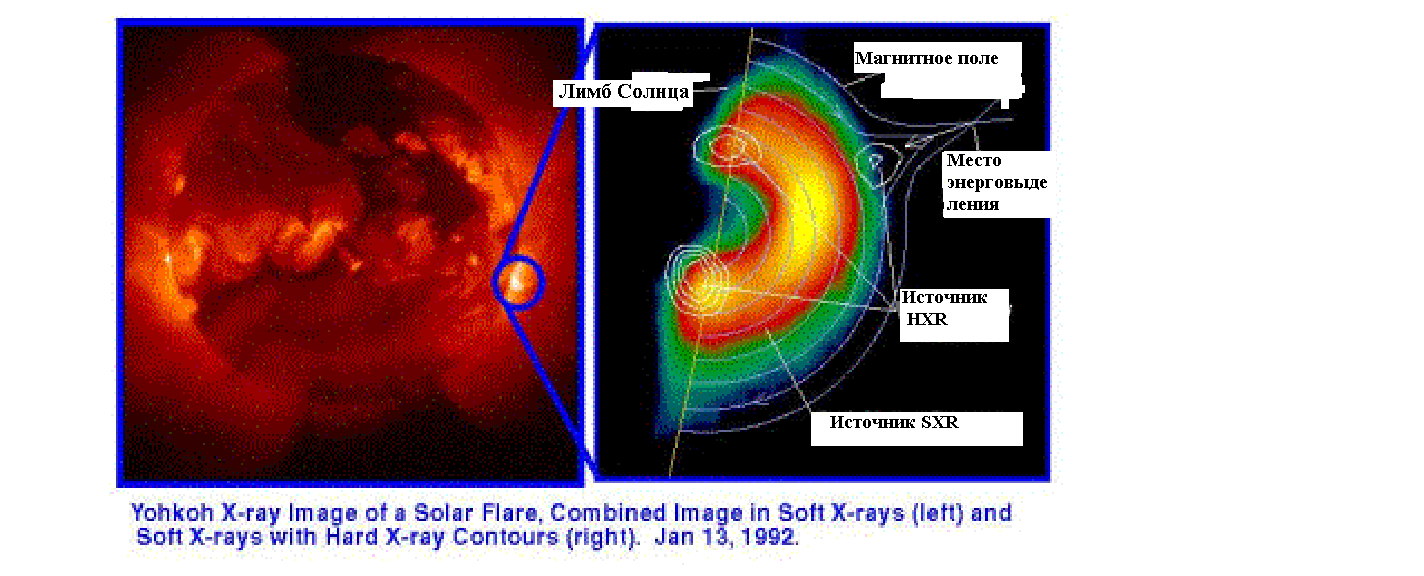 Магнитное поле
Лимб Солнца
Место
энерговыде
ления
Источник
HXR
Источник SXR
Yohkoh X-ray Image of a Solar Flare, Combined Image in Soft X-rays (left) and
Soft X-rays with Hard X-ray Contours (right). Jan 13, 1992.